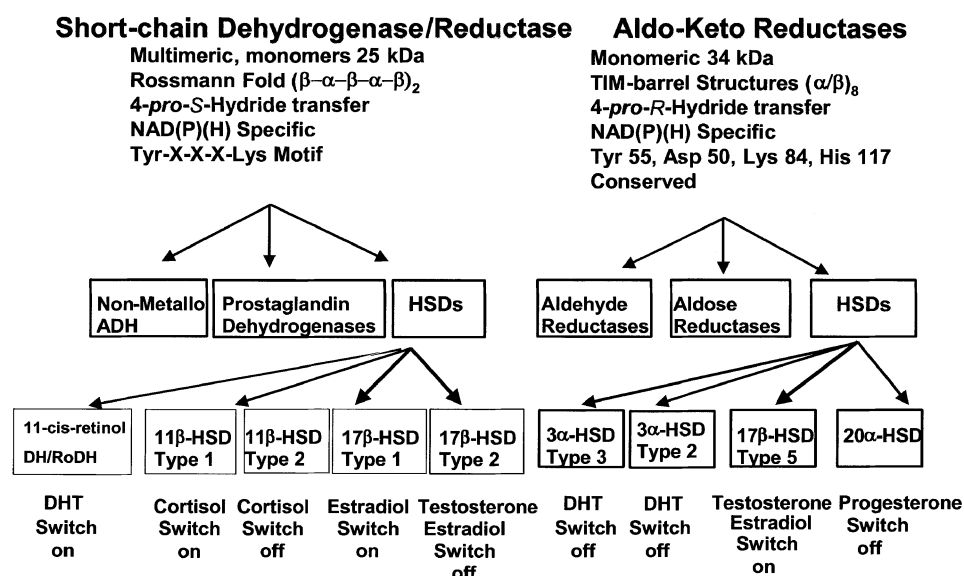 Short-chain Dehydrogenase/Reductase
Multimeric, monomers 25 kDa
Rossmann Fold (β–α–β–α–β)₂
4-pro-S-Hydride transfer
NAD(P)(H) Specific
Tyr-X-X-X-Lys Motif
Aldo-Keto Reductases
Monomeric 34 kDa
TIM-barrel Structures (α/β)₈
4-pro-R-Hydride transfer
NAD(P)(H) Specific
Tyr 55, Asp 50, Lys 84, His 117
Conserved
Non-Metallo
ADH
Prostaglandin
Dehydrogenases
HSDs
Aldehyde
Reductases
Aldose
Reductases
HSDs
11-cis-retinol
DH/RoDH
11β-HSD
Type 1
11β-HSD
Type 2
17β-HSD
Type 1
17β-HSD
Type 2
3α-HSD
Type 3
3α-HSD
Type 2
17β-HSD
Type 5
20α-HSD
DHT
Switch
on
Cortisol
Switch
on
Cortisol
Switch
off
Estradiol
Switch
on
Testosterone
Estradiol
Switch
off
DHT
Switch
off
DHT
Switch
off
Testosterone
Estradiol
Switch
on
Progesterone
Switch
off